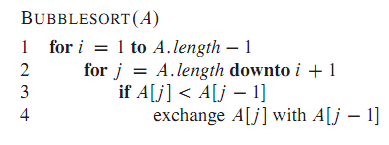 BUBBLESORT(A)
1 for i = 1 to A.length – 1
2 for j = A.length downto i + 1
3 if A[j] < A[j – 1]
4 exchange A[j] with A[j – 1]